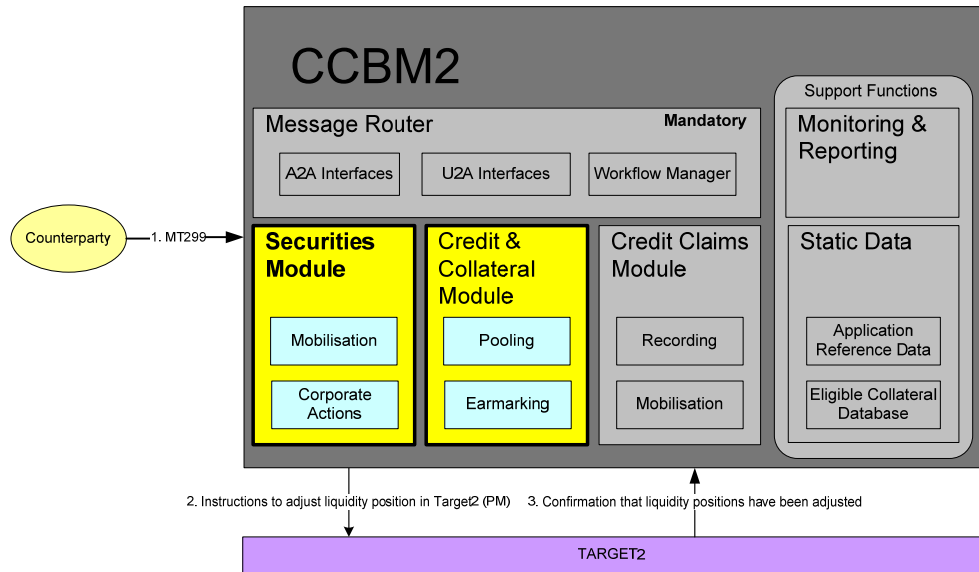 CCBM2
Support Functions
Message Router
Mandatory
A2A Interfaces
U2A Interfaces
Workflow Manager
Monitoring &
Reporting
Counterparty
1. MT299
Securities
Module
Mobilisation
Corporate
Actions
Credit &
Collateral
Module
Pooling
Earmarking
Credit Claims
Module
Recording
Mobilisation
Static Data
Application
Reference Data
Eligible Collateral
Database
2. Instructions to adjust liquidity position in Target2 (PM)
3. Confirmation that liquidity positions have been adjusted
TARGET2